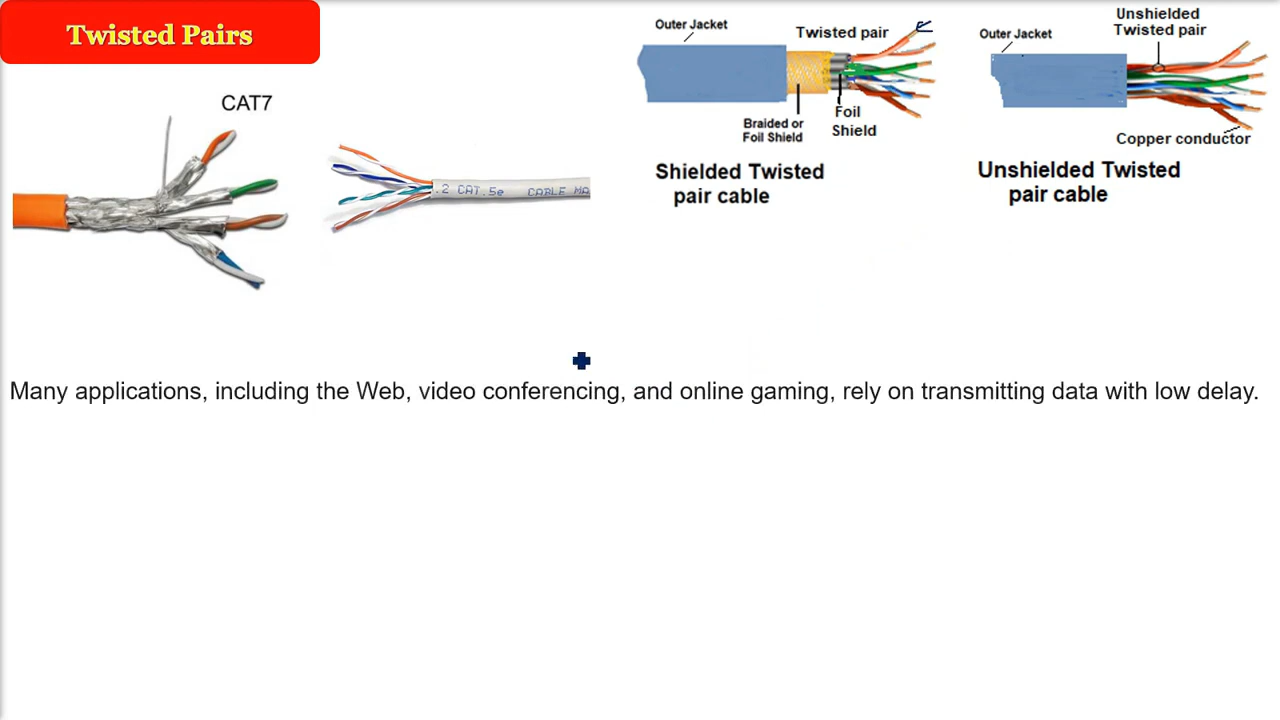 Twisted Pairs
CAT7
.2 CAT.5e CABLE MA
Outer Jacket
Twisted pair
Braided or
Foil Shield
Foil
Shield
Shielded Twisted
pair cable
Unshielded
Twisted pair
Outer Jacket
Copper conductor
Unshielded Twisted
pair cable
Many applications, including the Web, video conferencing, and online gaming, rely on transmitting data with low delay.